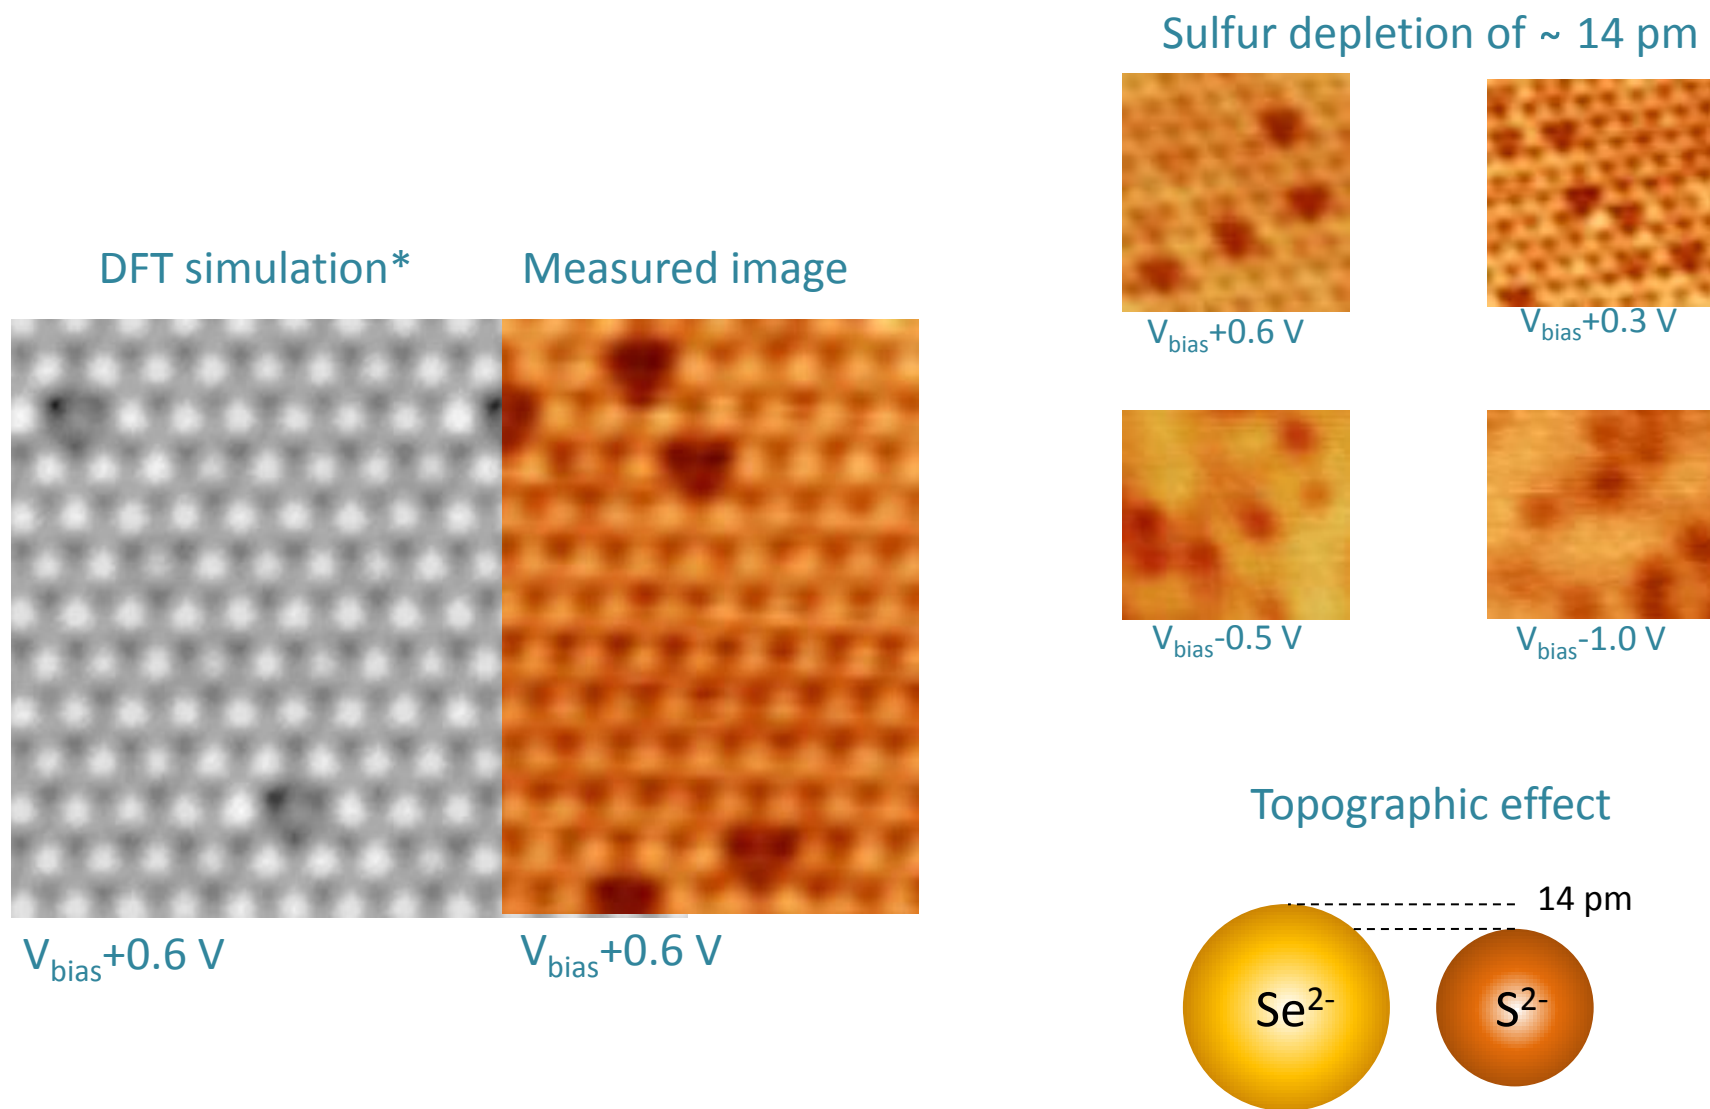 Sulfur depletion of ~ 14 pm
DFT simulation*
Measured image
Vbias+0.6 V
Vbias+0.3 V
Vbias-0.5 V
Vbias-1.0 V
Topographic effect
14 pm
Se2-
S2-
Vbias+0.6 V
Vbias+0.6 V